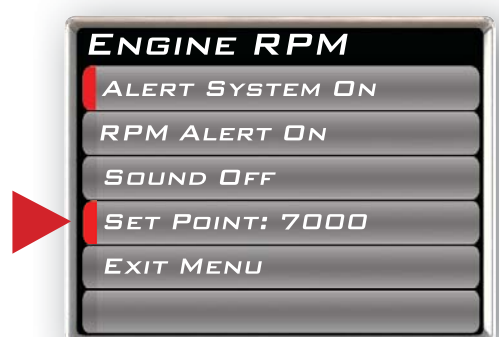 ENGINE RPM
ALERT SYSTEM ON
RPM ALERT ON
SOUND OFF
SET POINT: 7000
EXIT MENU